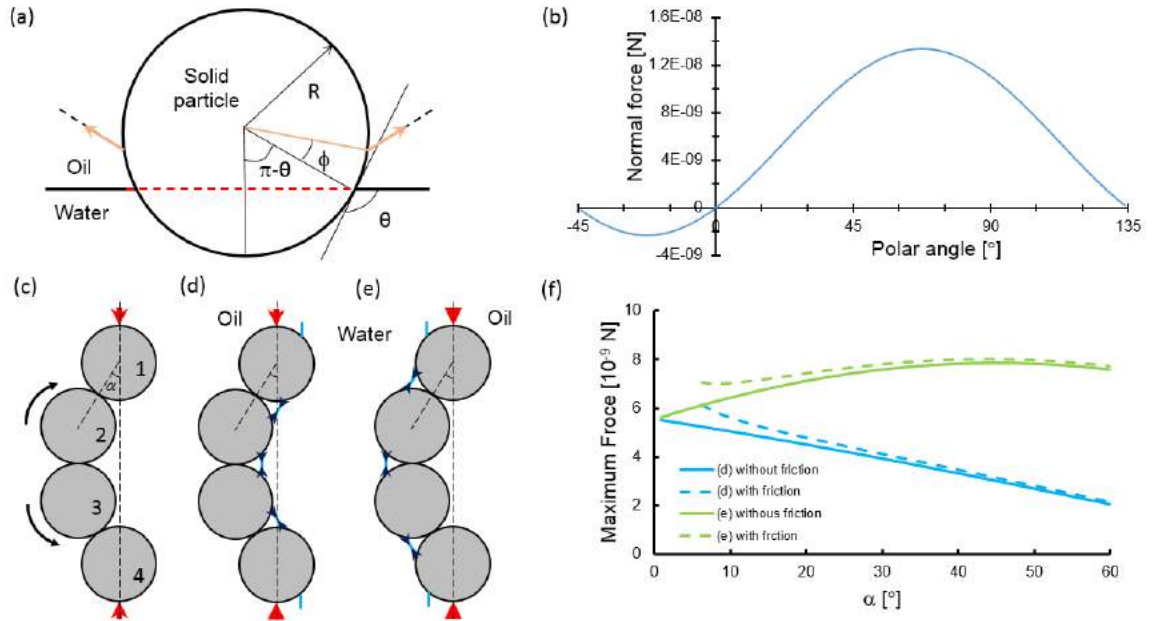 (a)
Solid
particle
R
Oil
Water
π-θ
ϕ
θ
(b)
Normal force [N]
1.6E-08
1.2E-08
8E-09
4E-09
0
-4E-09
-45
0
45
90
135
Polar angle [°]
(c)
1
α
2
3
4
(d)
Oil
Water
(e)
Oil
(f)
Maximum Froce [10⁻⁹ N]
10
8
6
4
2
0
(d) without friction
(d) with friction
(e) withous friction
(e) with frction
0 10 20 30 40 50 60
α [°]